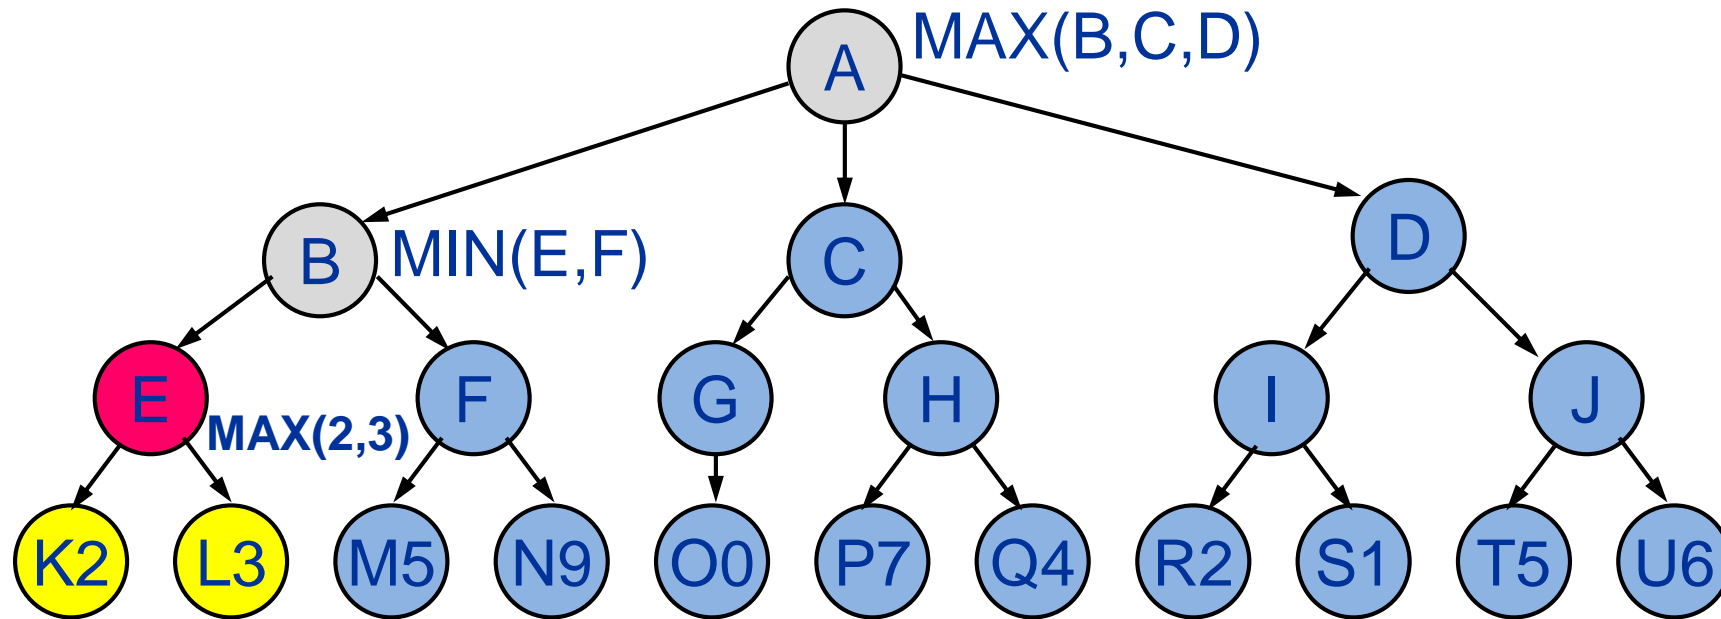 A MAX(B,C,D)
B MIN(E,F) C D
E MAX(2,3) F G H I J
K2 L3 M5 N9 O0 P7 Q4 R2 S1 T5 U6